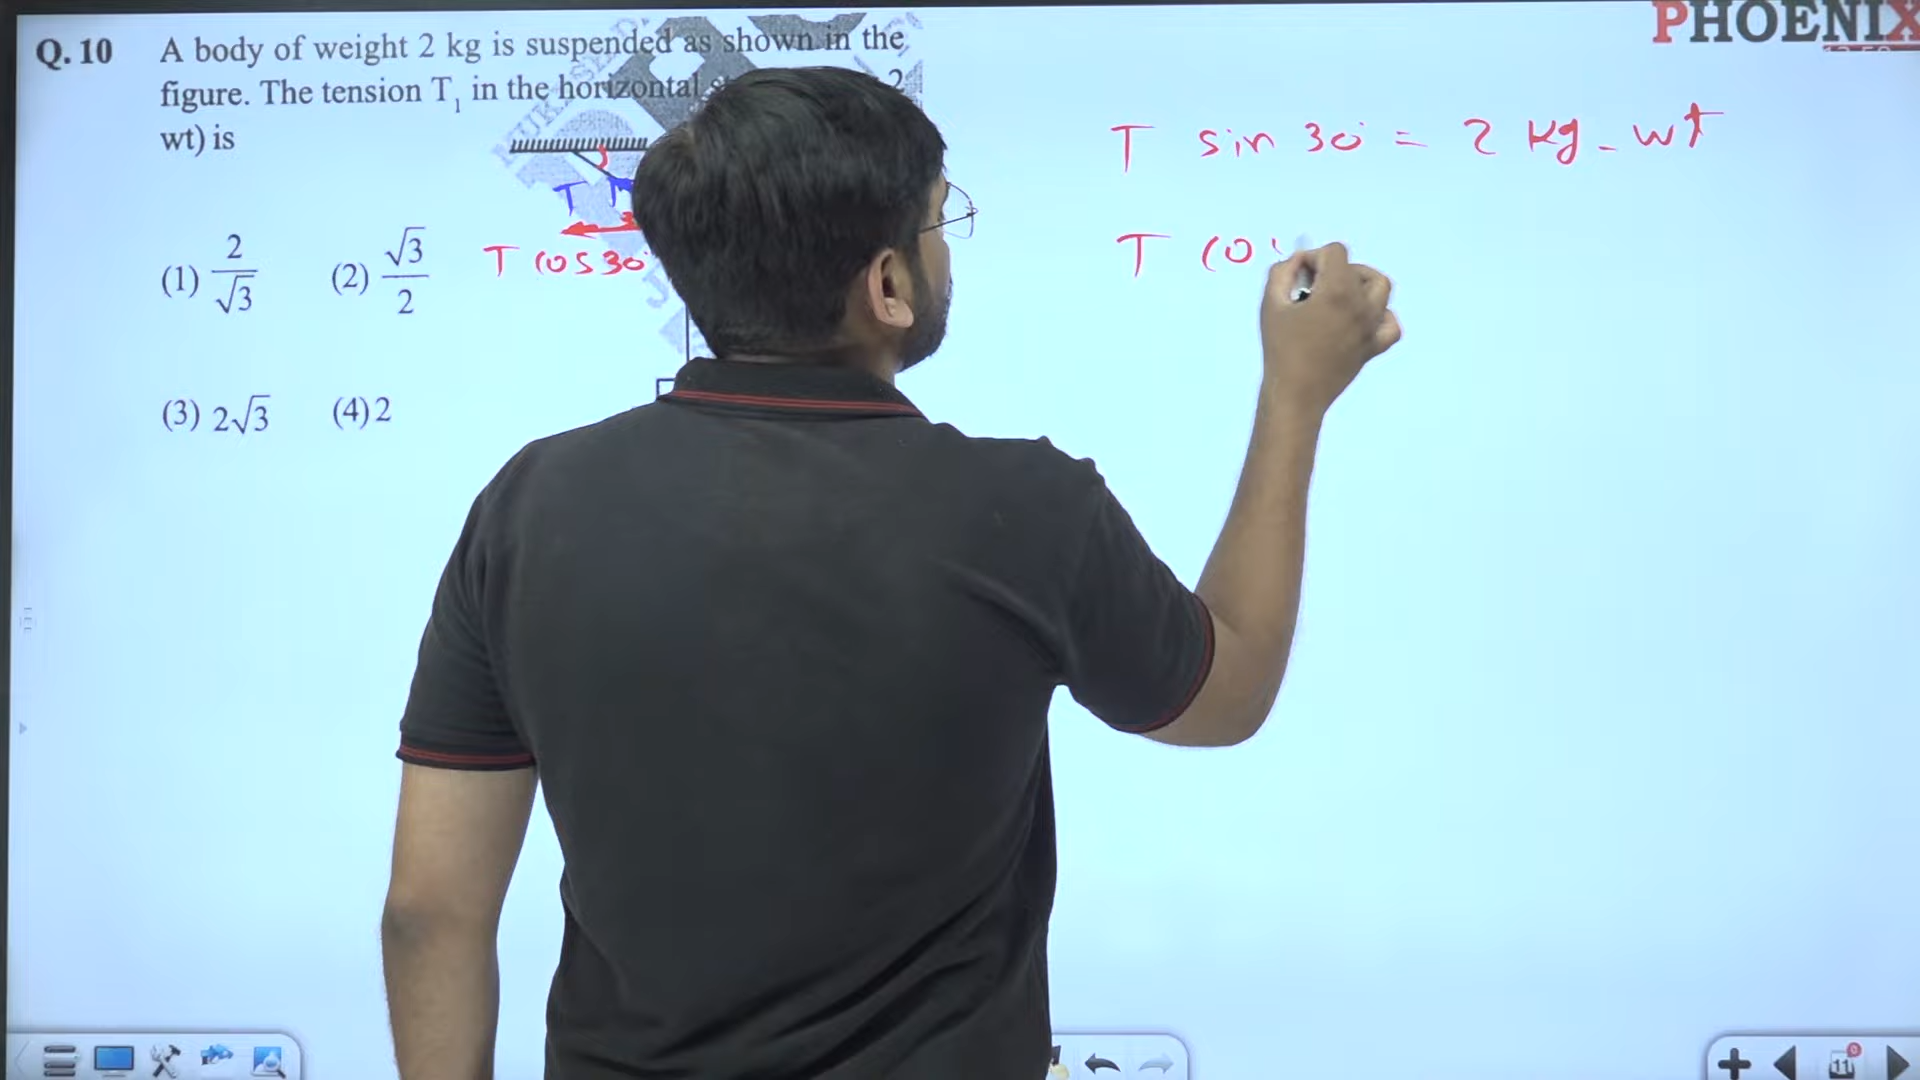 PHOENIX
Q. 10 A body of weight 2 kg is suspended as shown in the
figure. The tension T₁ in the horizontal
wt) is
(1) 2/√3 (2) √3/2
(3) 2√3 (4) 2
T
T cos 30
T sin 30° = 2 kg-wt
T cos
11